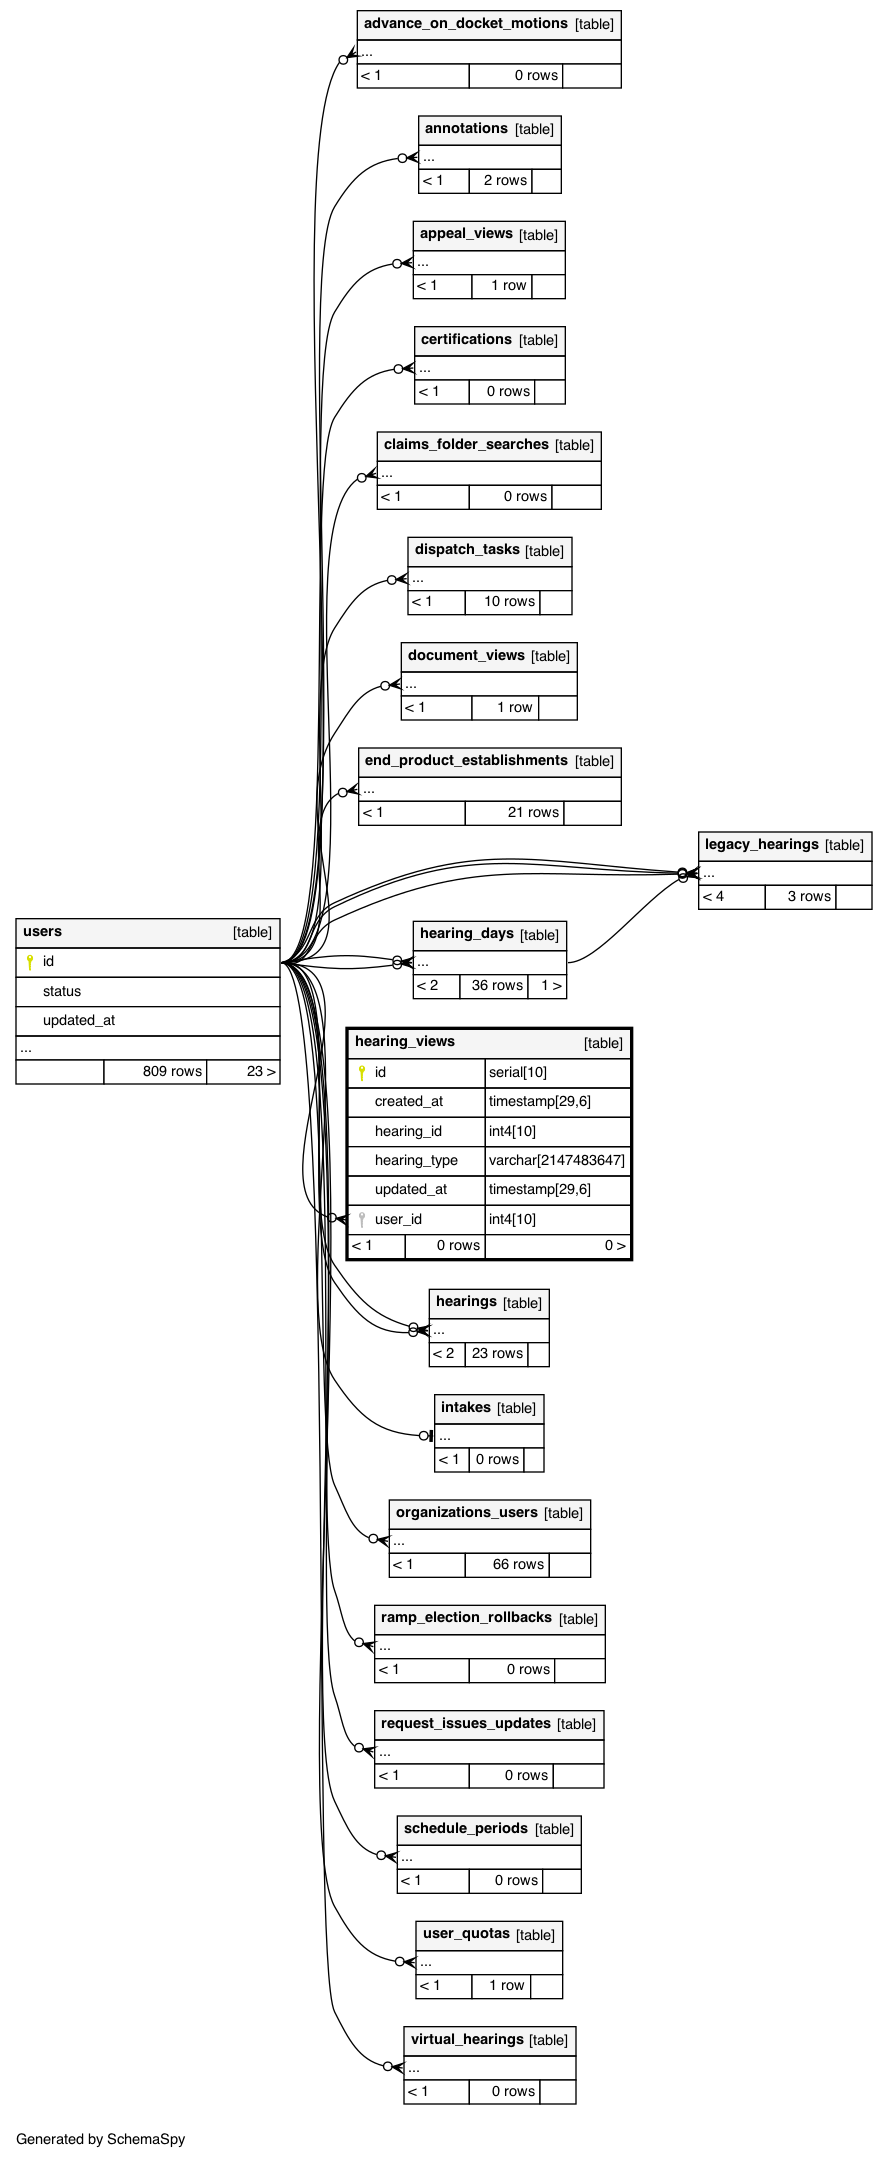 advance_on_docket_motions [table]
...
< 1 0 rows
annotations [table]
...
< 1 2 rows
appeal_views [table]
...
< 1 1 row
certifications [table]
...
< 1 0 rows
claims_folder_searches [table]
...
< 1 0 rows
dispatch_tasks [table]
...
< 1 10 rows
document_views [table]
...
< 1 1 row
end_product_establishments [table]
...
< 1 21 rows
legacy_hearings [table]
...
< 4 3 rows
users [table]
id
status
updated_at
...
809 rows 23 >
hearing_days [table]
...
< 2 36 rows 1 >
hearing_views [table]
id serial[10]
created_at timestamp[29,6]
hearing_id int4[10]
hearing_type varchar[2147483647]
updated_at timestamp[29,6]
user_id int4[10]
< 1 0 rows 0 >
hearings [table]
...
< 2 23 rows
intakes [table]
...
< 1 0 rows
organizations_users [table]
...
< 1 66 rows
ramp_election_rollbacks [table]
...
< 1 0 rows
request_issues_updates [table]
...
< 1 0 rows
schedule_periods [table]
...
< 1 0 rows
user_quotas [table]
...
< 1 1 row
virtual_hearings [table]
...
< 1 0 rows
Generated by SchemaSpy